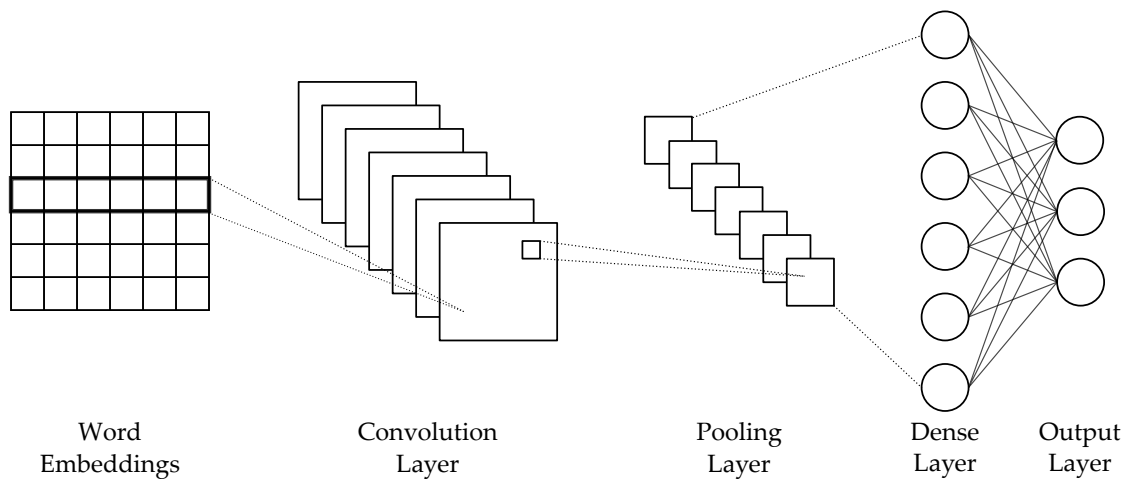 Word
Embeddings
Convolution
Layer
Pooling
Layer
Dense
Layer
Output
Layer